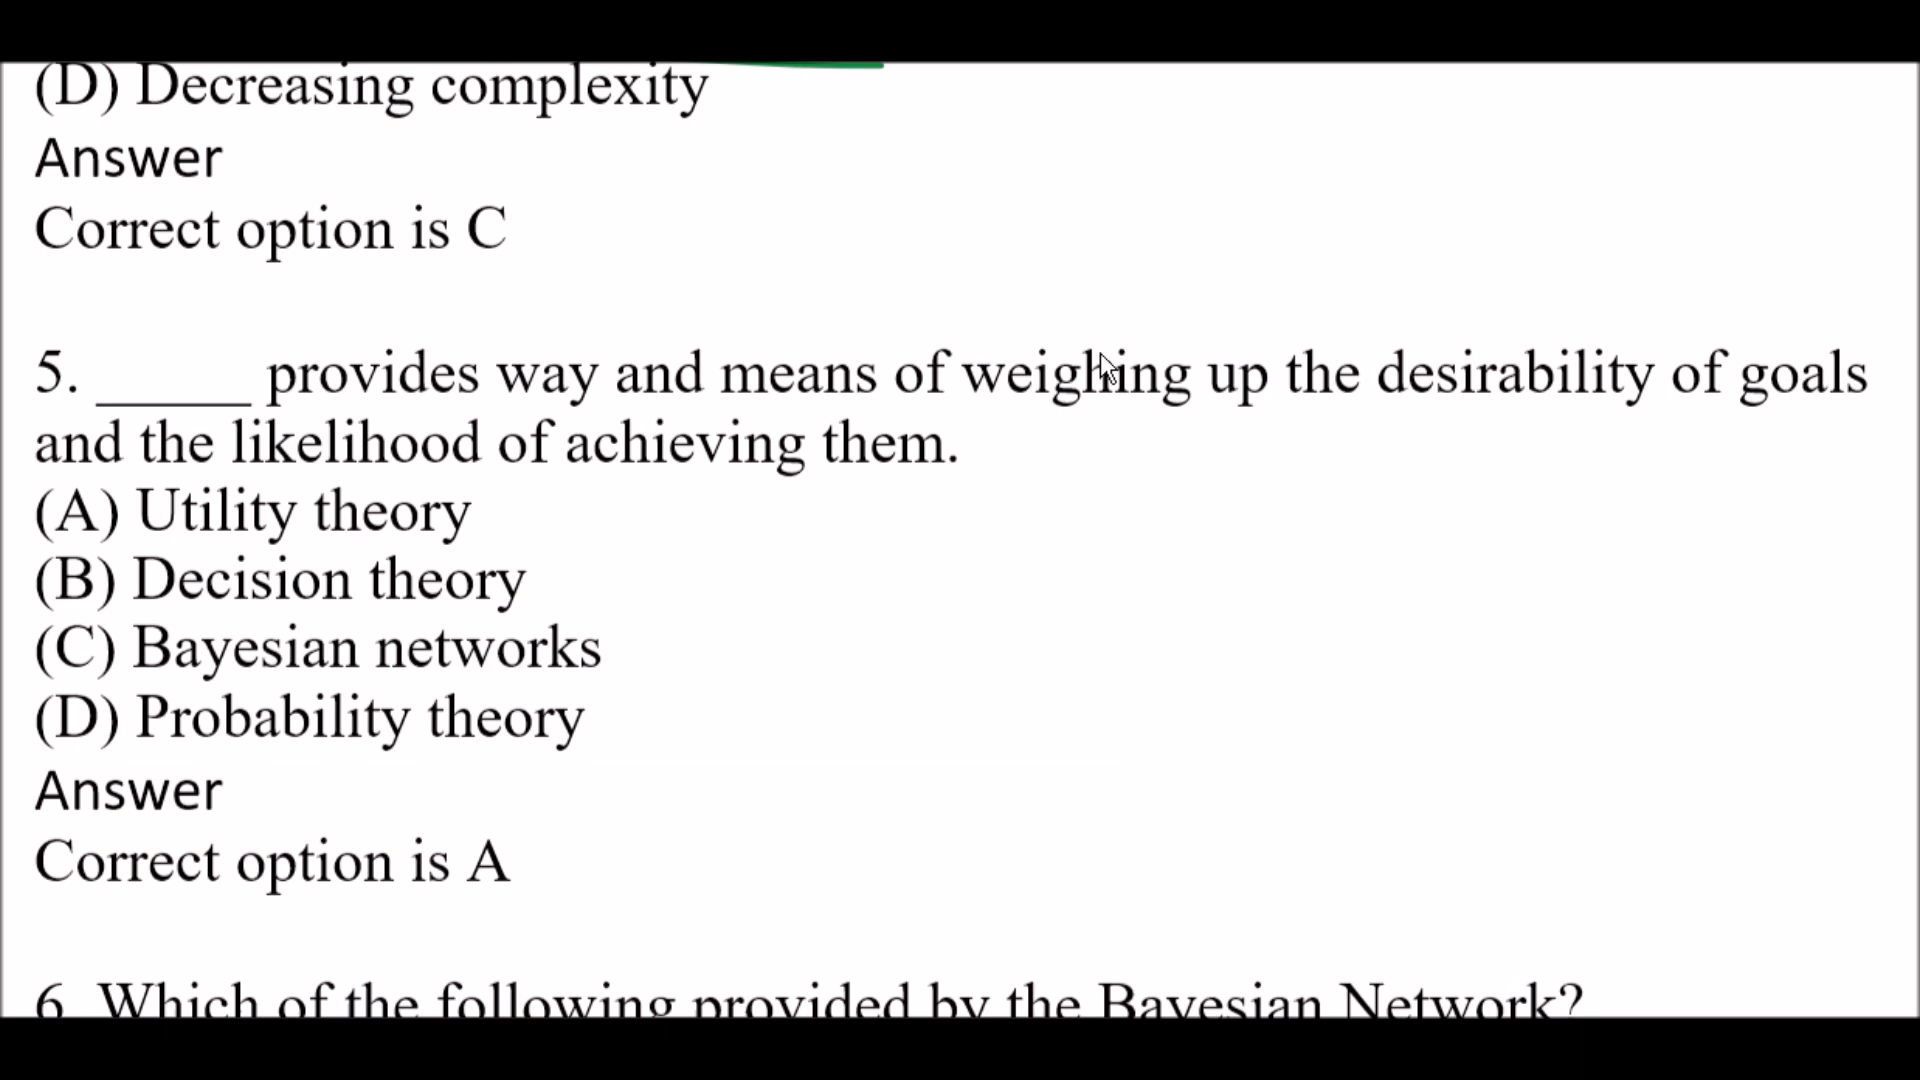 (D) Decreasing complexity
Answer
Correct option is C
5. _____ provides way and means of weighing up the desirability of goals
and the likelihood of achieving them.
(A) Utility theory
(B) Decision theory
(C) Bayesian networks
(D) Probability theory
Answer
Correct option is A
6. Which of the following provided by the Bayesian Network?